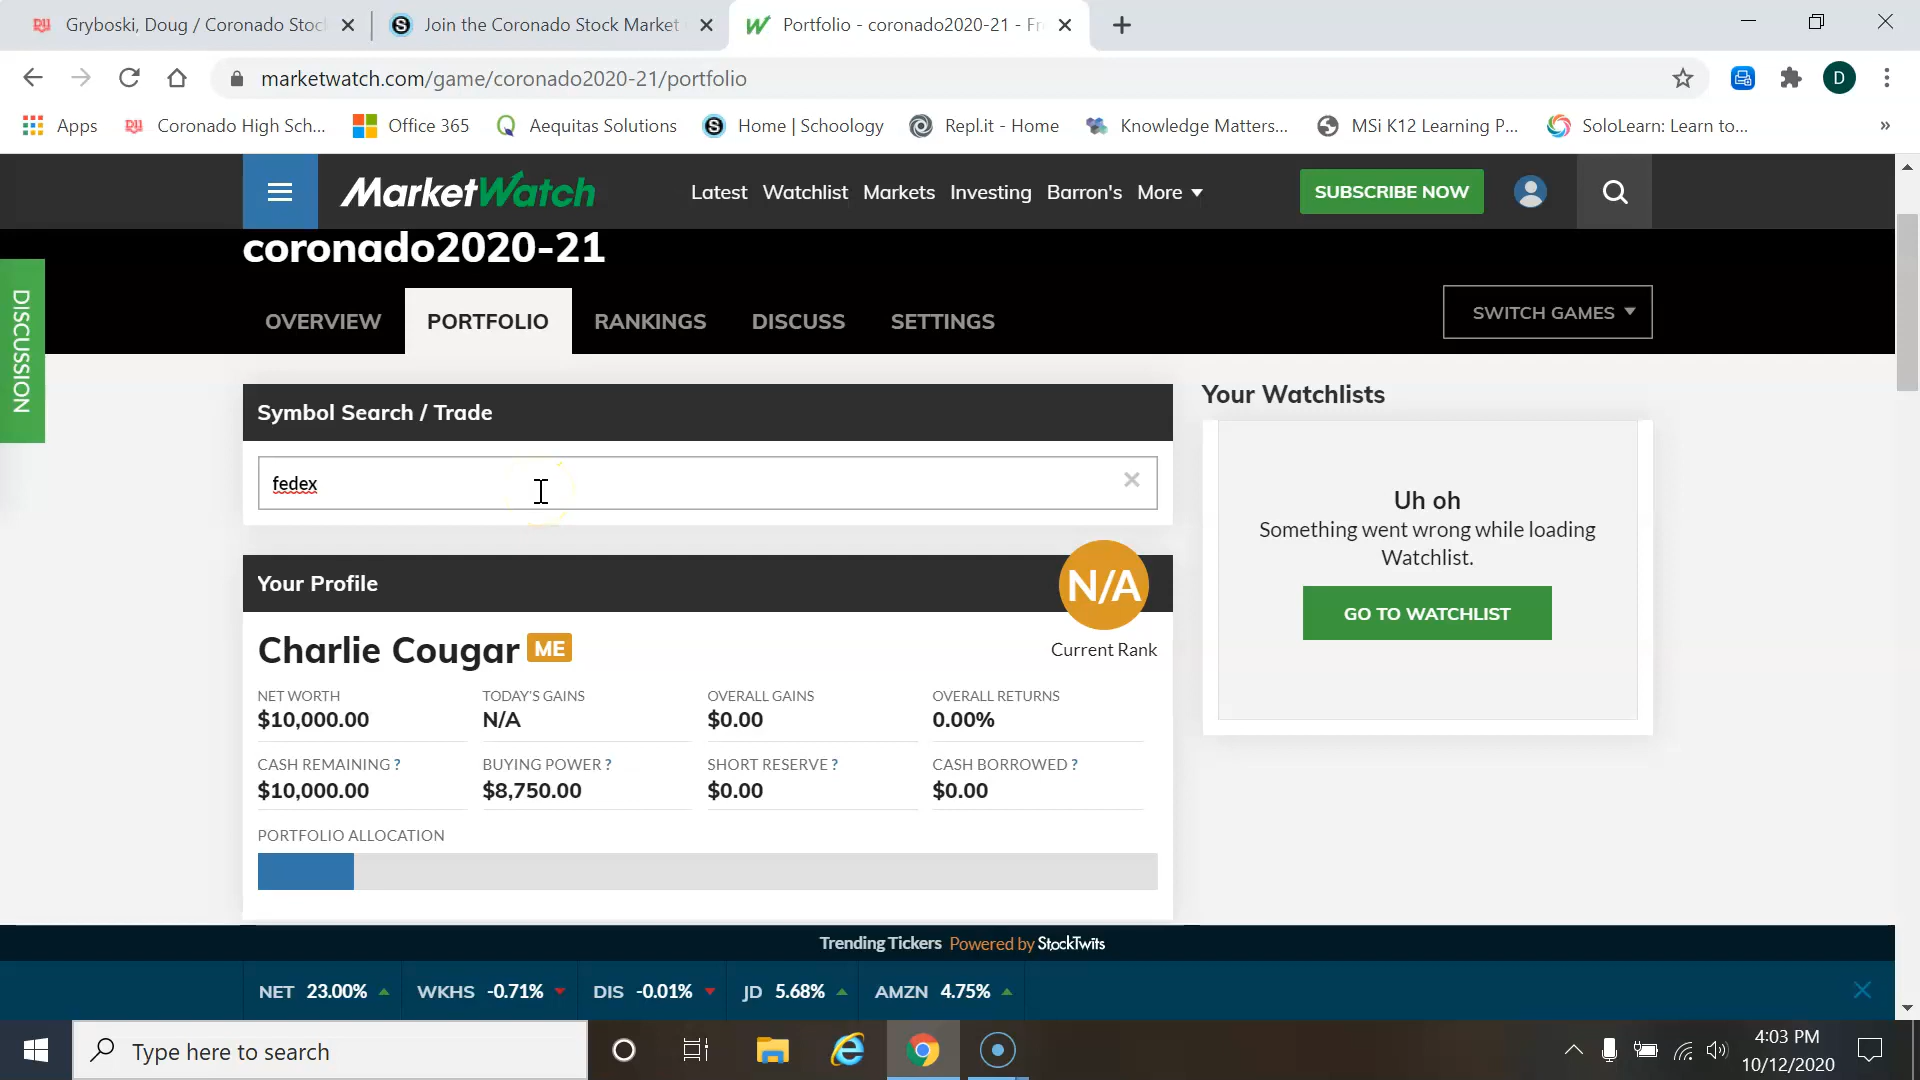 Gryboski, Doug / Coronado Stoc
Join the Coronado Stock Market
Portfolio - coronado2020-21 - Fr
marketwatch.com/game/coronado2020-21/portfolio
D
Apps
Coronado High Sch...
Office 365
Aequitas Solutions
Home | Schoology
Repl.it - Home
Knowledge Matters...
MSi K12 Learning P...
SoloLearn: Learn to...
»
MarketWatch
Latest
Watchlist
Markets
Investing
Barron's
More
SUBSCRIBE NOW
coronado2020-21
DISCUSSION
OVERVIEW
PORTFOLIO
RANKINGS
DISCUSS
SETTINGS
SWITCH GAMES
Symbol Search / Trade
fedex
Your Watchlists
Uh oh
Something went wrong while loading
Watchlist.
GO TO WATCHLIST
Your Profile
N/A
Current Rank
Charlie Cougar ME
NET WORTH
$10,000.00
TODAY'S GAINS
N/A
OVERALL GAINS
$0.00
OVERALL RETURNS
0.00%
CASH REMAINING ?
$10,000.00
BUYING POWER ?
$8,750.00
SHORT RESERVE ?
$0.00
CASH BORROWED ?
$0.00
PORTFOLIO ALLOCATION
Trending Tickers Powered by StockTwits
NET 23.00%
WKHS -0.71%
DIS -0.01%
JD 5.68%
AMZN 4.75%
Type here to search
4:03 PM
10/12/2020